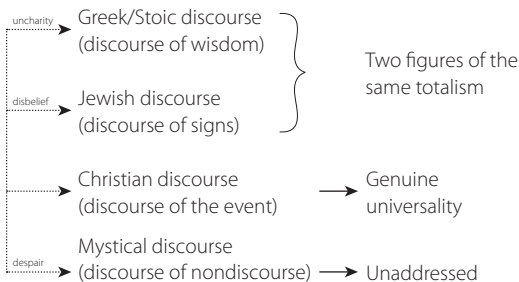 uncharity
Greek/Stoic discourse
(discourse of wisdom)
Two figures of the
same totalism
disbelief
Jewish discourse
(discourse of signs)
Christian discourse
(discourse of the event)
Genuine
universality
despair
Mystical discourse
(discourse of nondiscourse)
Unaddressed